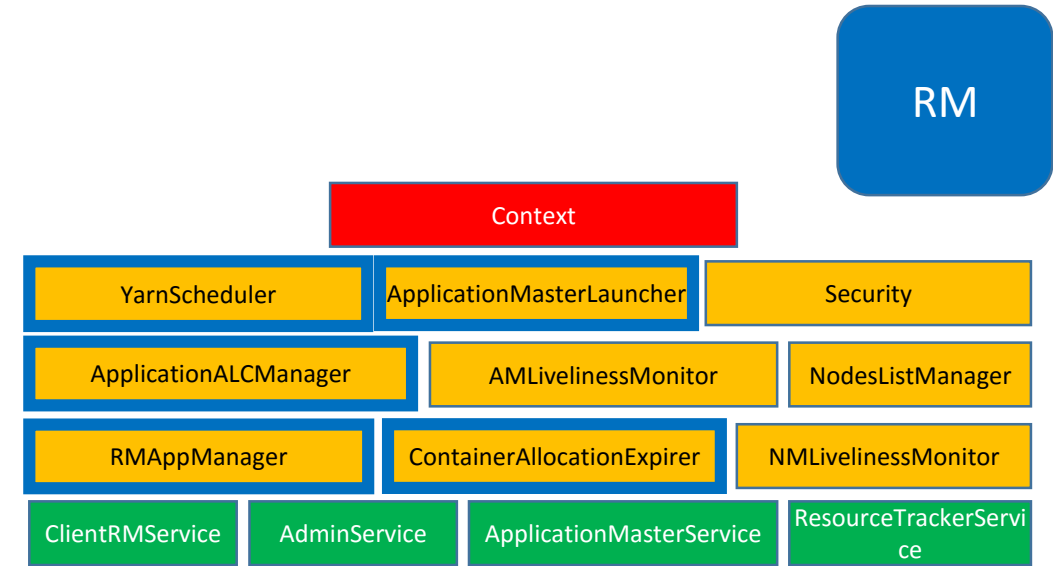 RM
Context
YarnScheduler
ApplicationMasterLauncher
Security
ApplicationALCManager
AMLivelinessMonitor
NodesListManager
RMAppManager
ContainerAllocationExpirer
NMLivelinessMonitor
ClientRMService
AdminService
ApplicationMasterService
ResourceTrackerServi
ce